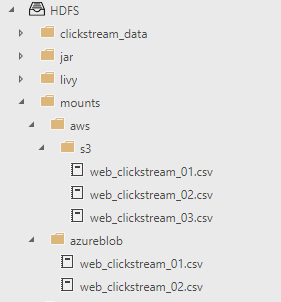 HDFS
clickstream_data
jar
livy
mounts
aws
s3
web_clickstream_01.csv
web_clickstream_02.csv
web_clickstream_03.csv
azureblob
web_clickstream_01.csv
web_clickstream_02.csv